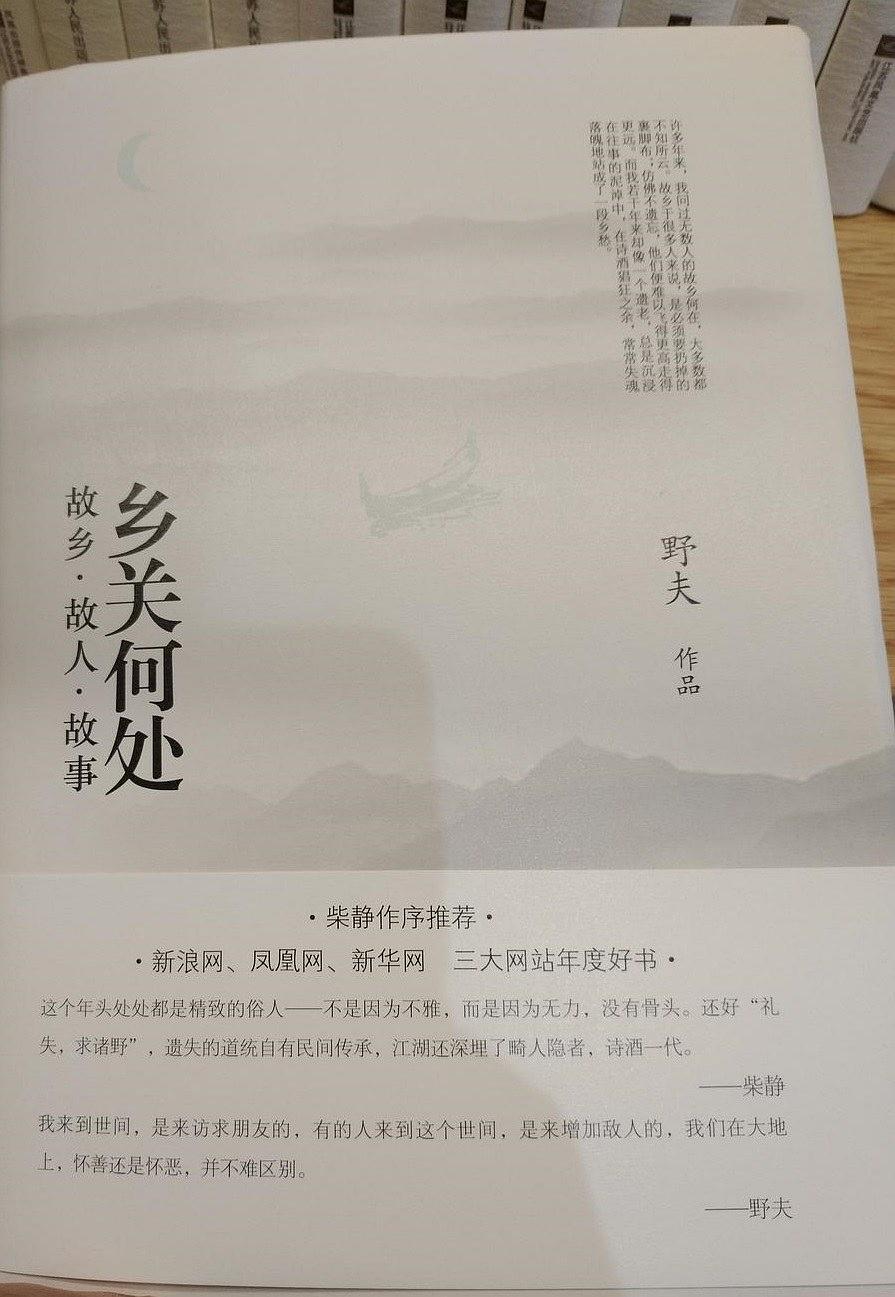 许多年来，我问过无数人的故乡何在，大多数都
不知所云。故乡于很多人来说，是必须要扔掉的
裹脚布；仿佛不遗忘，他们便难以飞得更高走得
更远。而我若干年来却像一个遗老，总是沉浸
在往事的泥淖中，在诗酒猖狂之余，常常失魂
落魄地站成了一段乡愁。
野夫 作品
乡关何处
故乡·故人·故事
·柴静作序推荐·
·新浪网、凤凰网、新华网 三大网站年度好书·
这个年头处处都是精致的俗人——不是因为不雅，而是因为无力，没有骨头。还好“礼
失，求诸野”，遗失的道统自有民间传承，江湖还深埋了畸人隐者，诗酒一代。
——柴静
我来到世间，是来访求朋友的，有的人来到这个世间，是来增加敌人的，我们在大地
上，怀善还是怀恶，并不难区别。
——野夫